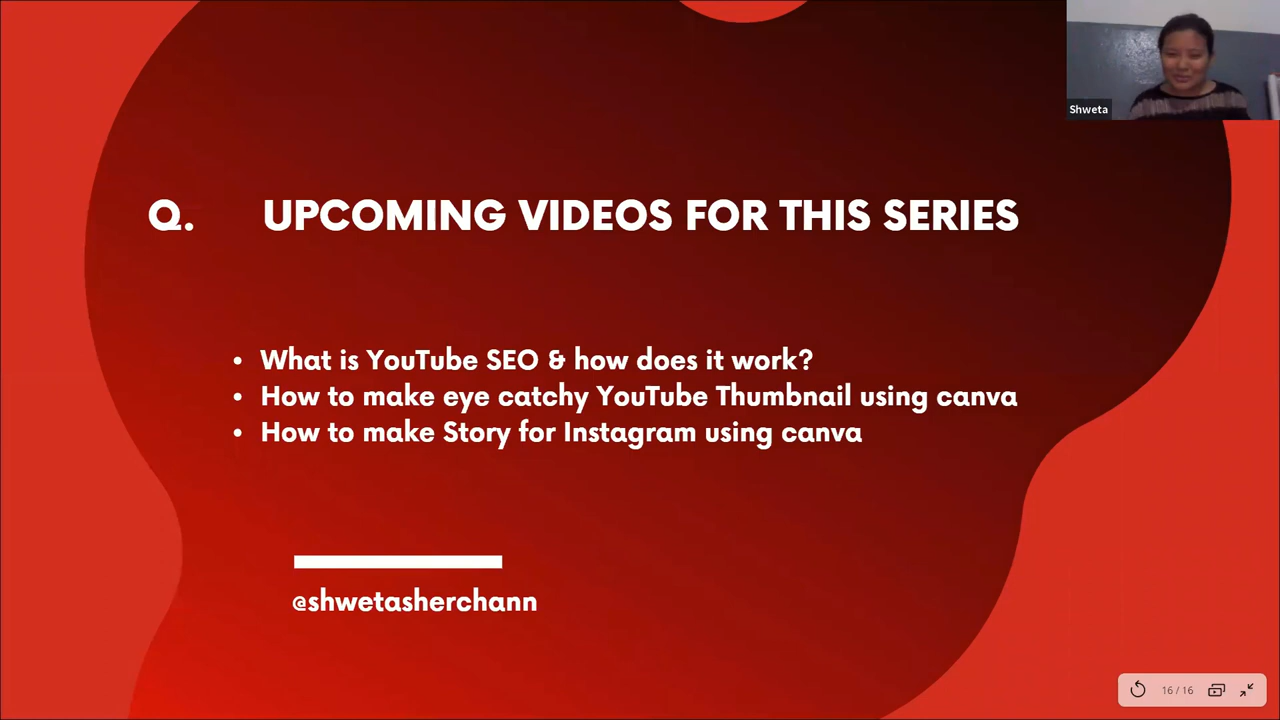 Shweta
Q. UPCOMING VIDEOS FOR THIS SERIES
• What is YouTube SEO & how does it work?
• How to make eye catchy YouTube Thumbnail using canva
• How to make Story for Instagram using canva
@shwetasherchann
16 / 16